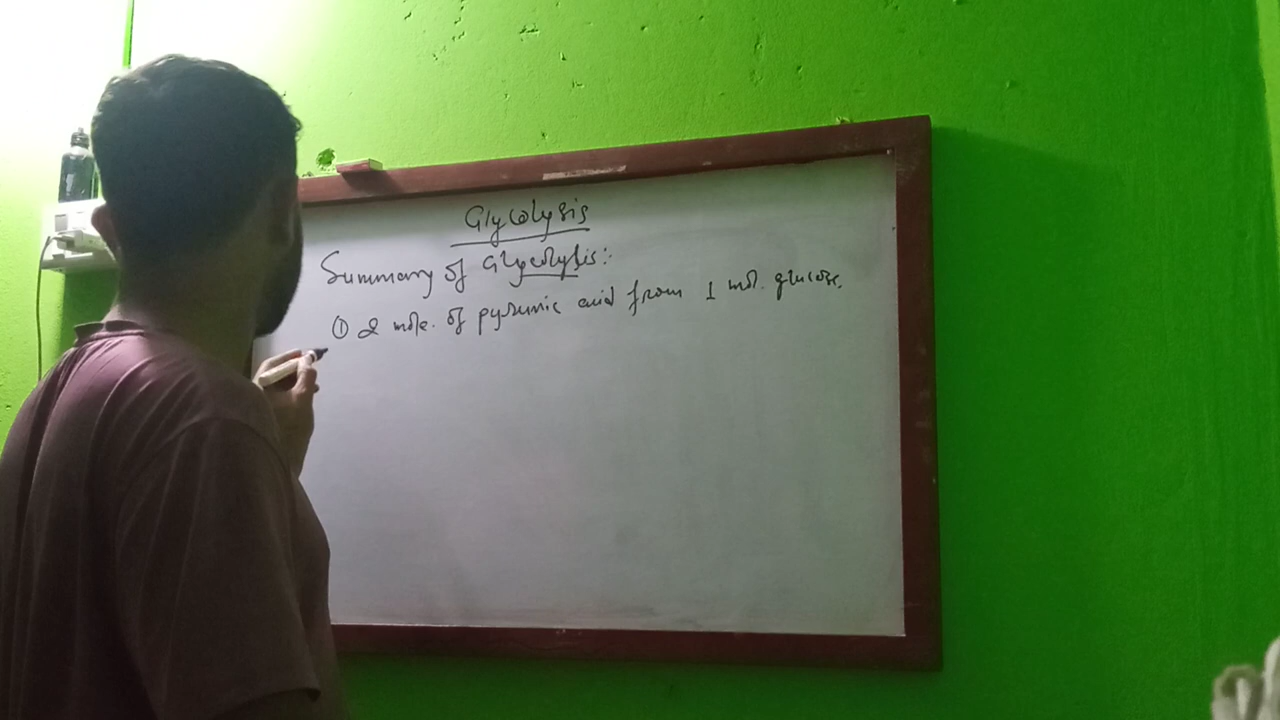 Glycolysis
Summary of Glycolysis:
① 2 mole. of pyruvic acid from 1 mol. glucose.